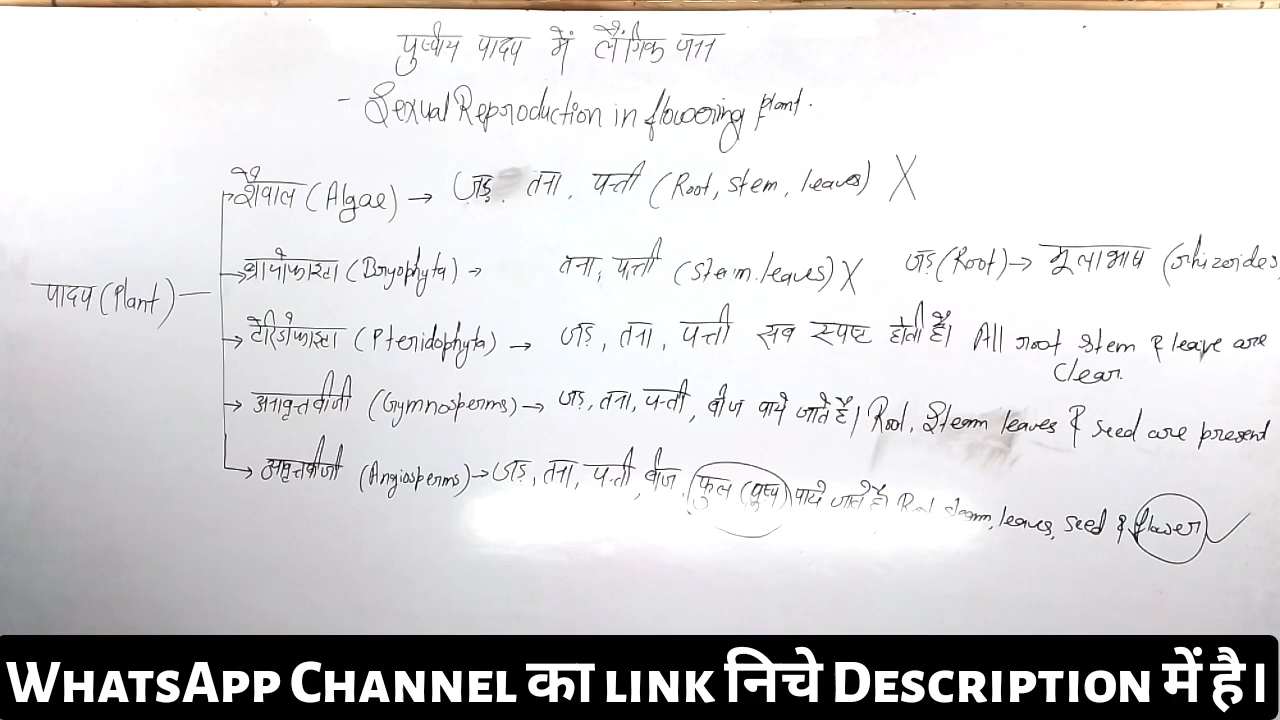 पुष्पीय पादप में लैंगिक जनन
- Sexual Reproduction in flowering plant.
शैवाल (Algae) → जड़, तना, पत्ती (Root, stem, leaves) X
ब्रायोफाइटा (Bryophyta) → तना, पत्ती (stem.leaves) X जड़ (Root) → मूलाभाष (rhizoides
पादप (Plant)
टेरिडोफाइटा (Pteridophyta) → जड़, तना, पत्ती सब स्पष्ट होती है। All root stem & leave are
Clear.
अनावृत्तबीजी (Gymnosperms) → जड़, तना, पत्ती, बीज पाये जाते है। Root, Steam leaves & seed are present
आवृत्तबीजी (Angiosperms) → जड़, तना, पत्ती, बीज, फुल (पुष्प) पाये जाते है। Root steam, leaves, seed & flower ✓
WhatsApp Channel का link निचे Description में है।